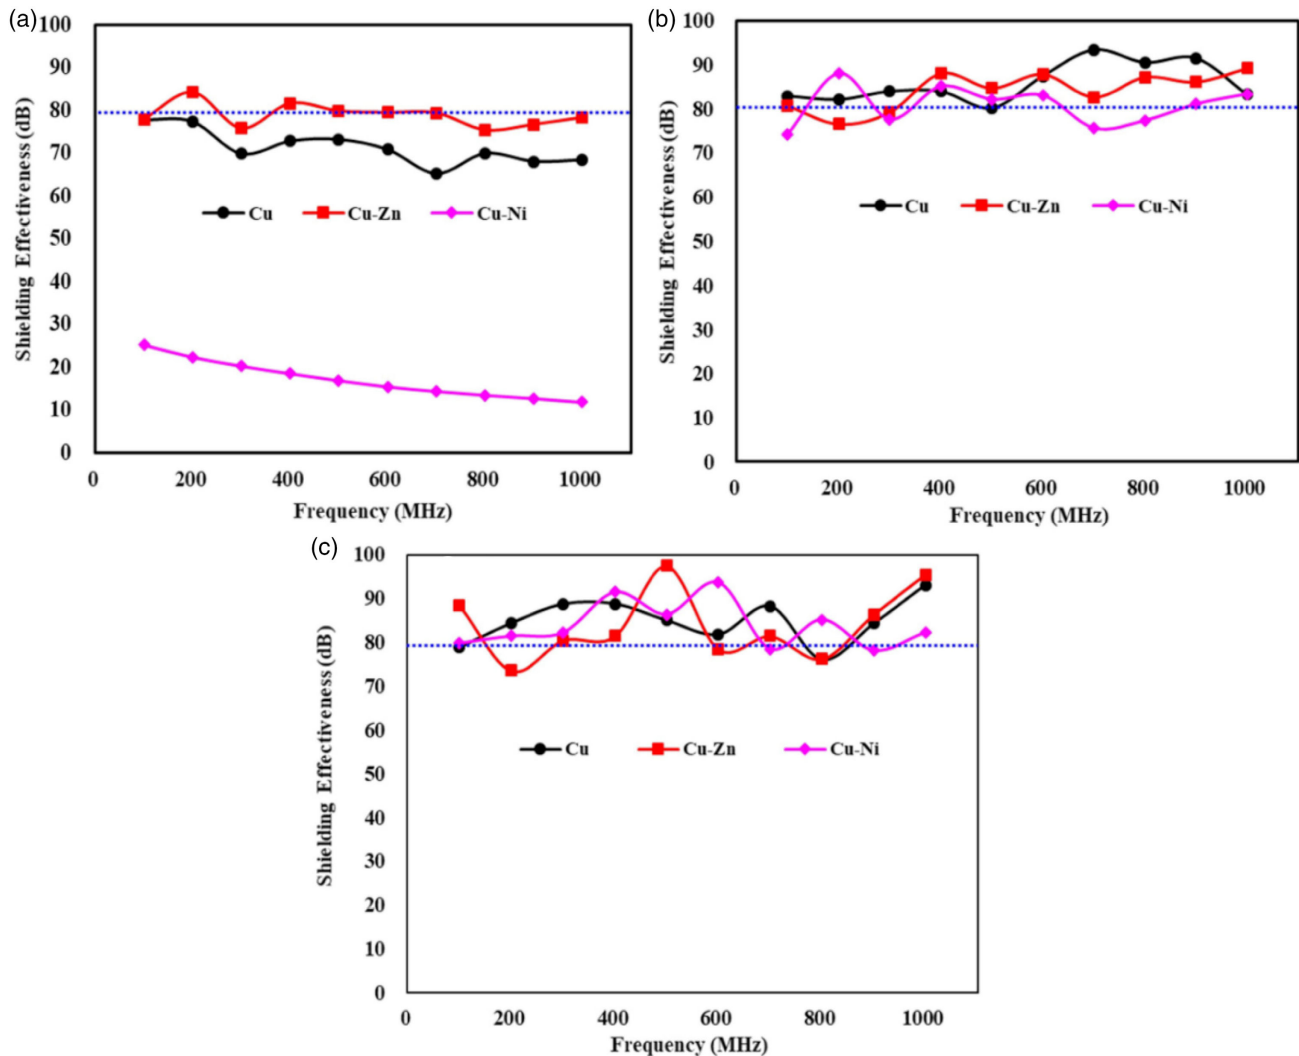 (a)
100
90
80
70
60
50
40
30
20
10
0
Shielding Effectiveness (dB)
Cu Cu-Zn Cu-Ni
0 200 400 600 800 1000
Frequency (MHz)
(b)
100
90
80
70
60
50
40
30
20
10
0
Shielding Effectiveness (dB)
Cu Cu-Zn Cu-Ni
0 200 400 600 800 1000
Frequency (MHz)
(c)
100
90
80
70
60
50
40
30
20
10
0
Shielding Effectiveness (dB)
Cu Cu-Zn Cu-Ni
0 200 400 600 800 1000
Frequency (MHz)